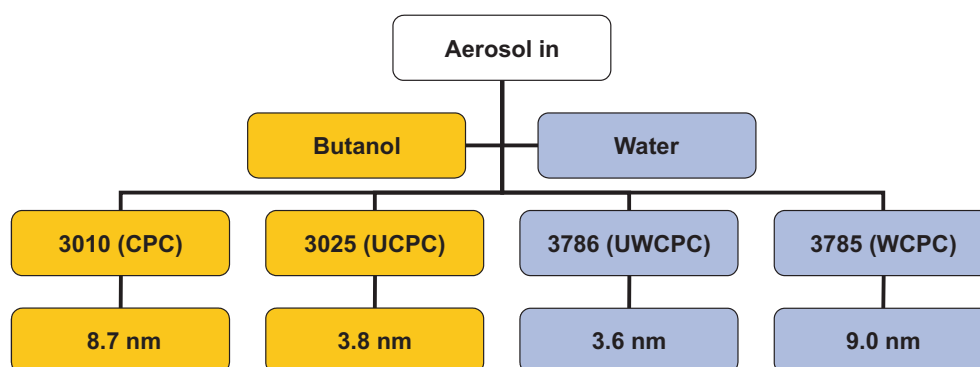 Aerosol in
Butanol
Water
3010 (CPC)
3025 (UCPC)
3786 (UWCPC)
3785 (WCPC)
8.7 nm
3.8 nm
3.6 nm
9.0 nm